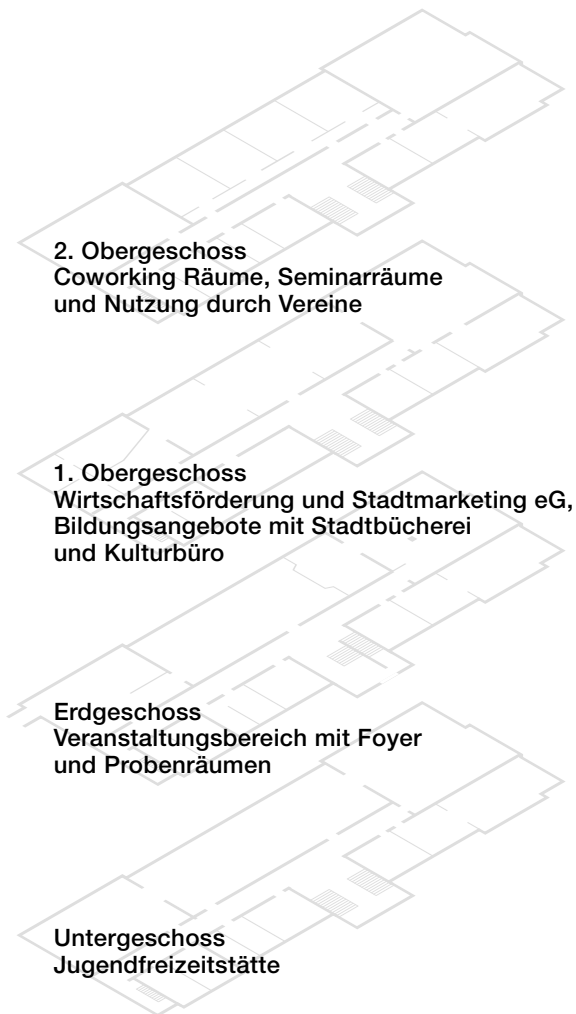 2. Obergeschoss
Coworking Räume, Seminarräume
und Nutzung durch Vereine
1. Obergeschoss
Wirtschaftsförderung und Stadtmarketing eG,
Bildungsangebote mit Stadtbücherei
und Kulturbüro
Erdgeschoss
Veranstaltungsbereich mit Foyer
und Probenräumen
Untergeschoss
Jugendfreizeitstätte